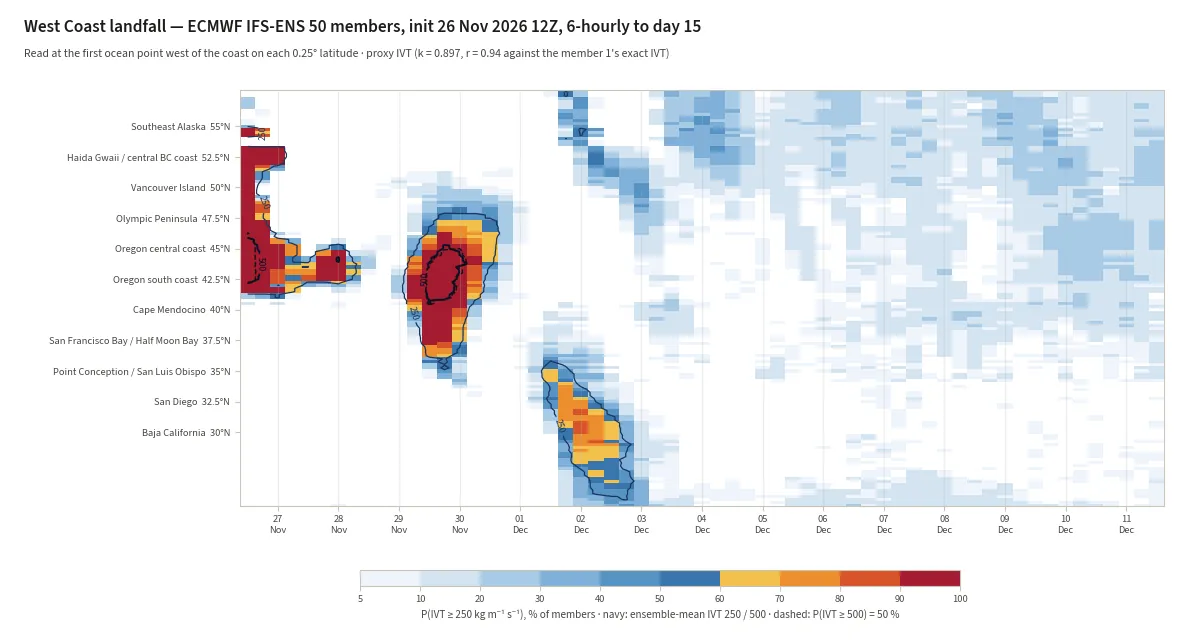 West Coast landfall — ECMWF IFS-ENS 50 members, init 26 Nov 2026 12Z, 6-hourly to day 15
Read at the first ocean point west of the coast on each 0.25° latitude · proxy IVT (k = 0.897, r = 0.94 against the member 1's exact IVT)
Southeast Alaska 55°N
Haida Gwaii / central BC coast 52.5°N
Vancouver Island 50°N
Olympic Peninsula 47.5°N
Oregon central coast 45°N
Oregon south coast 42.5°N
Cape Mendocino 40°N
San Francisco Bay / Half Moon Bay 37.5°N
Point Conception / San Luis Obispo 35°N
San Diego 32.5°N
Baja California 30°N
500
500
27 28 29 30 01 02 03 04 05 06 07 08 09 10 11
Nov Nov Nov Nov Dec Dec Dec Dec Dec Dec Dec Dec Dec Dec Dec
5 10 20 30 40 50 60 70 80 90 100
P(IVT ≥ 250 kg m⁻¹ s⁻¹), % of members · navy: ensemble-mean IVT 250 / 500 · dashed: P(IVT ≥ 500) = 50 %